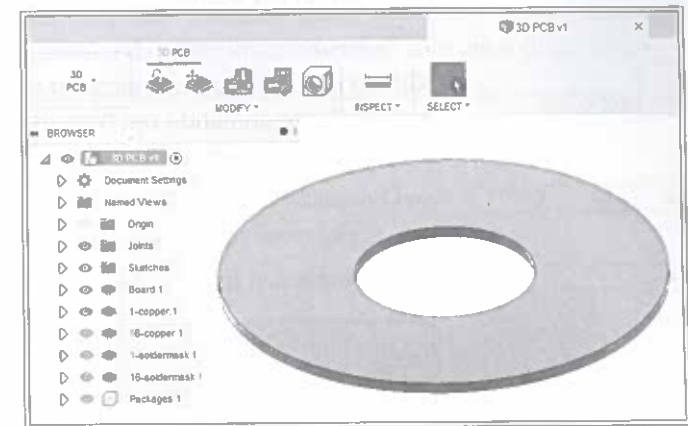 3D PCB v1
3D PCB
3D PCB
MODIFY
INSPECT
SELECT
BROWSER
3D PCB v1
Document Settings
Named Views
Origin
Joints
Sketches
Board 1
1-copper:1
16-copper:1
1-soldermask:1
16-soldermask:1
Packages 1